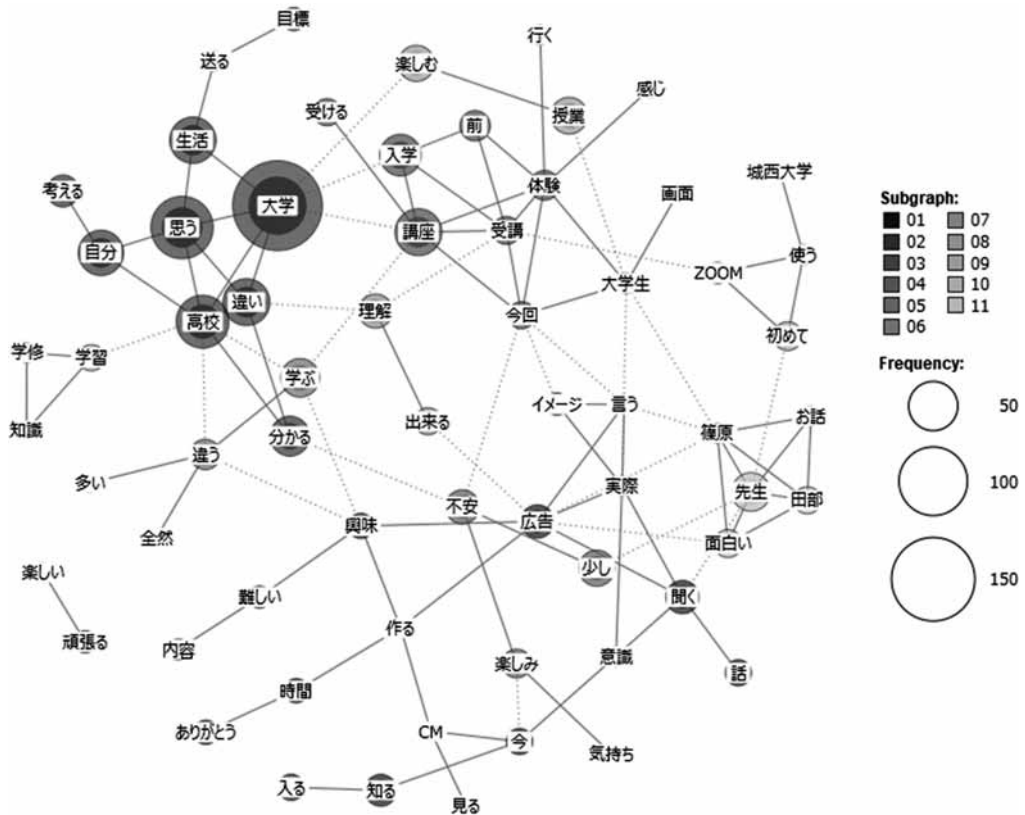 目標
送る
楽しむ
行く
感じ
受ける
授業
前
生活
入学
体験
城西大学
考える
大学
画面
思う
講座
受講
自分
使う
ZOOM
大学生
違い
理解
今回
高校
初めて
学修
学習
学ぶ
知識
出来る
イメージ
言う
お話
篠原
分かる
違う
多い
実際
先生
田部
不安
全然
興味
広告
面白い
少し
楽しい
難しい
聞く
作る
頑張る
内容
楽しみ
意識
話
時間
ありがとう
CM
今
気持ち
入る
知る
見る
Subgraph:
01
02
03
04
05
06
07
08
09
10
11
Frequency:
50
100
150